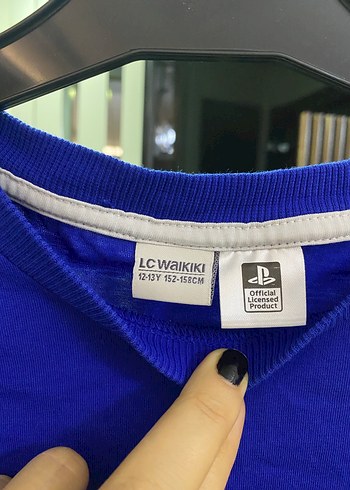 LC WAIKIKI
12-13Y 152-158CM
Official
Licensed
Product